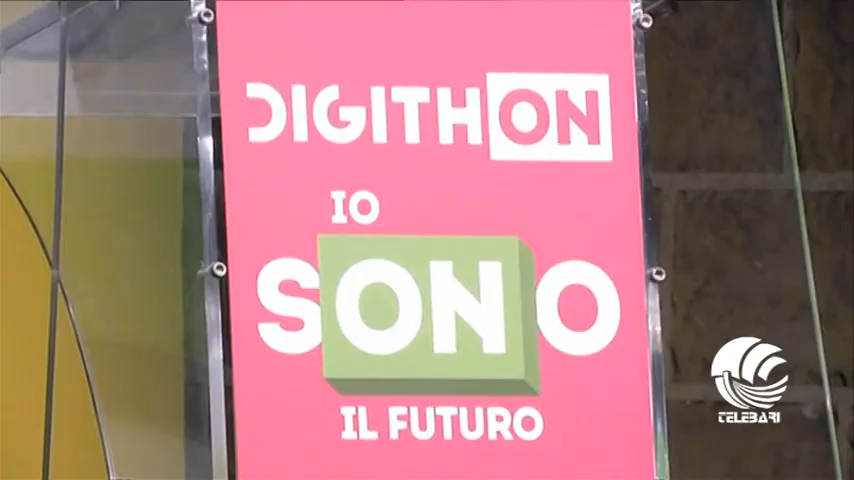 DIGITHON
IO
SONO
IL FUTURO
TELEBARI